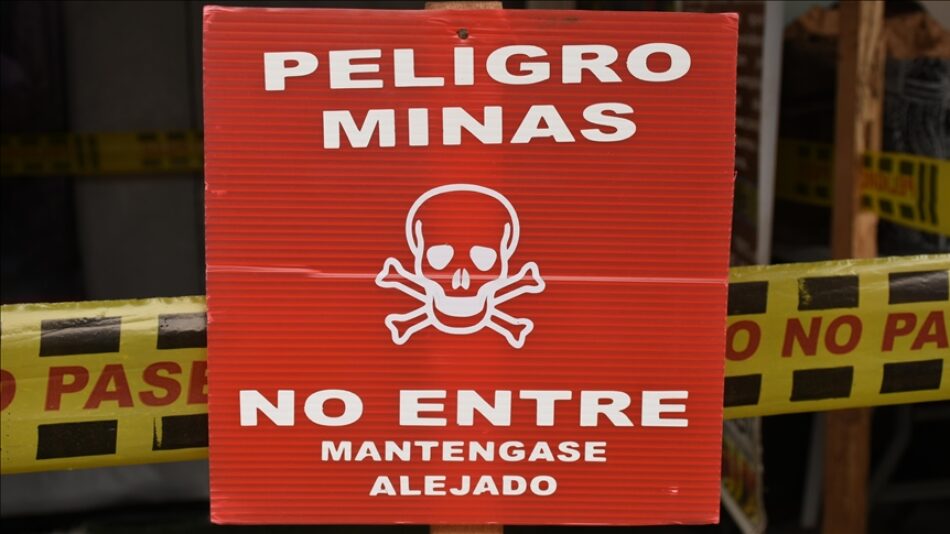 PELIGRO
MINAS
NO ENTRE
MANTENGASE
ALEJADO
PASE
NO PA